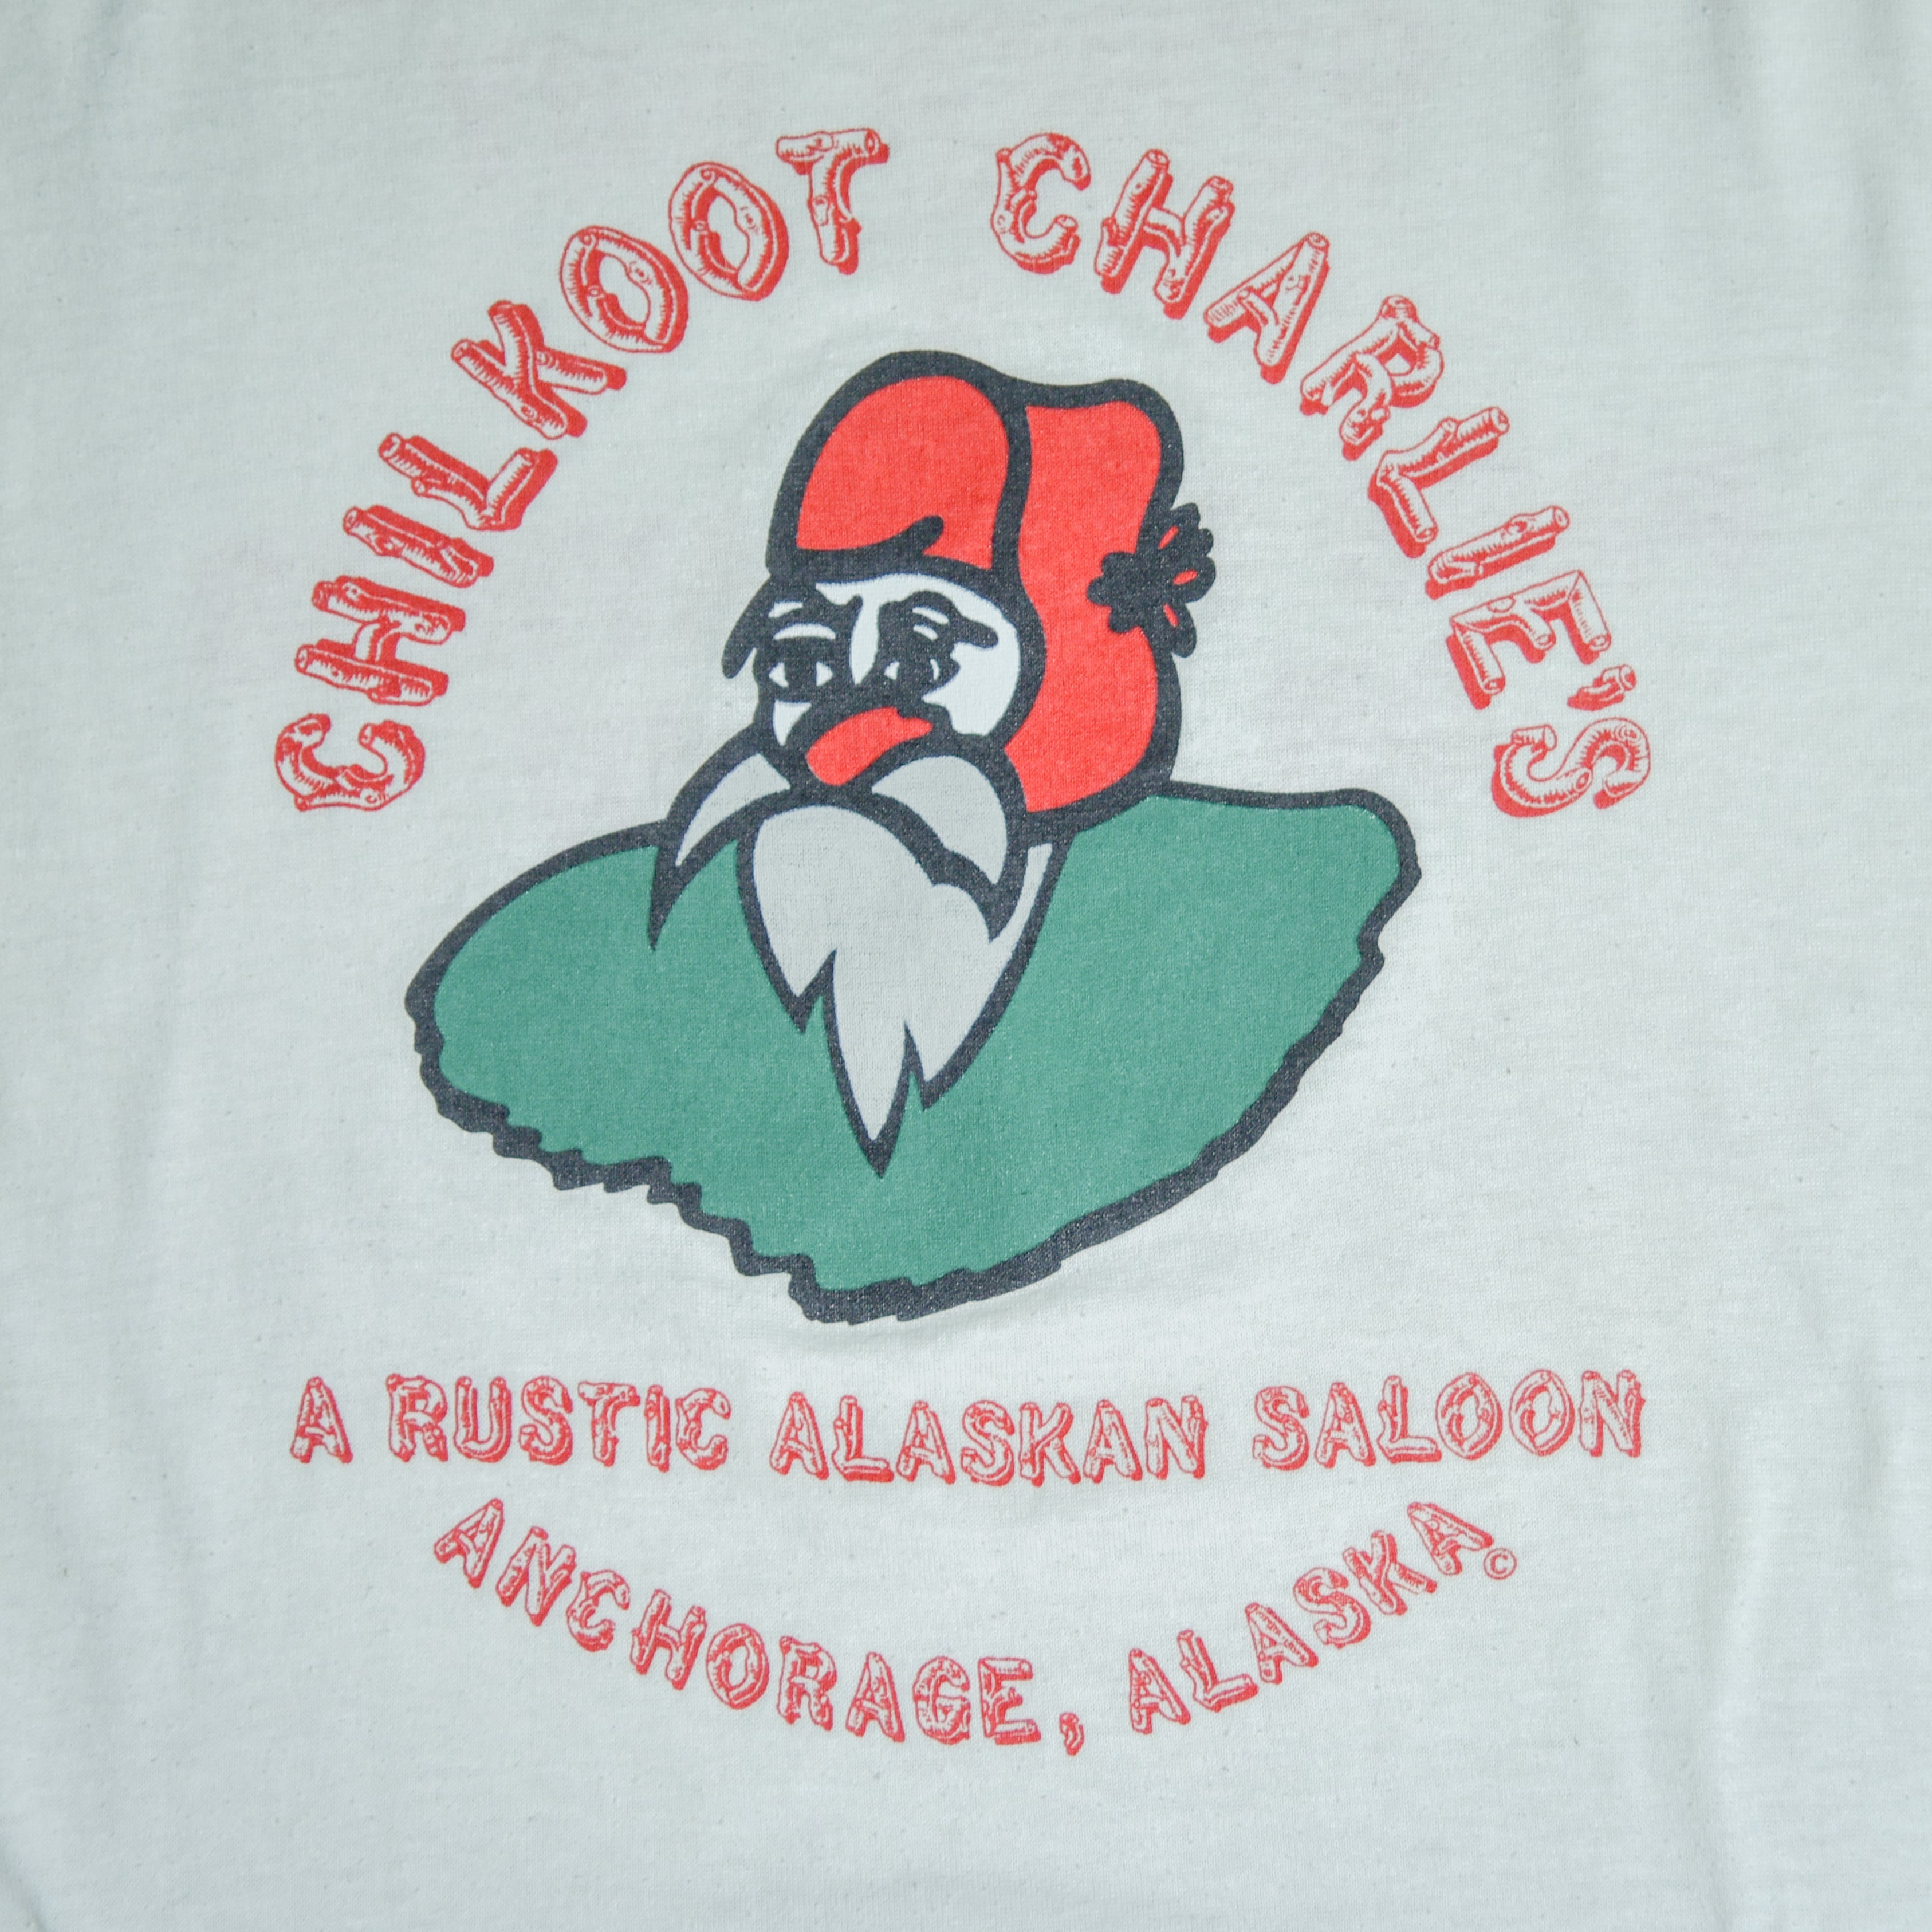 CHILKOOT CHARLIE'S
A RUSTIC ALASKAN SALOON
ANCHORAGE, ALASKA©